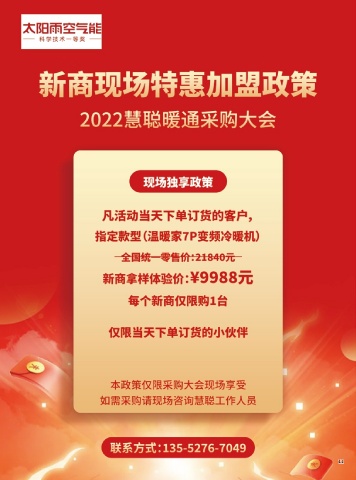 太阳雨空气能
科学技术一等奖
新商现场特惠加盟政策
2022慧聪暖通采购大会
现场独享政策
凡活动当天下单订货的客户，
指定款型（温暖家7P变频冷暖机）
全国统一零售价：21840元
新商拿样体验价：¥9988元
每个新商仅限购1台
仅限当天下单订货的小伙伴
本政策仅限采购大会现场享受
如需采购请现场咨询慧聪工作人员
联系方式：135-5276-7049